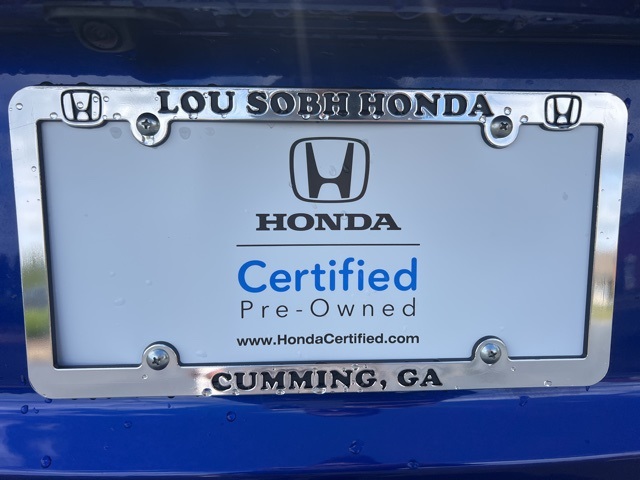 LOU SOBH HONDA
HONDA
Certified
Pre-Owned
www.HondaCertified.com
CUMMING, GA